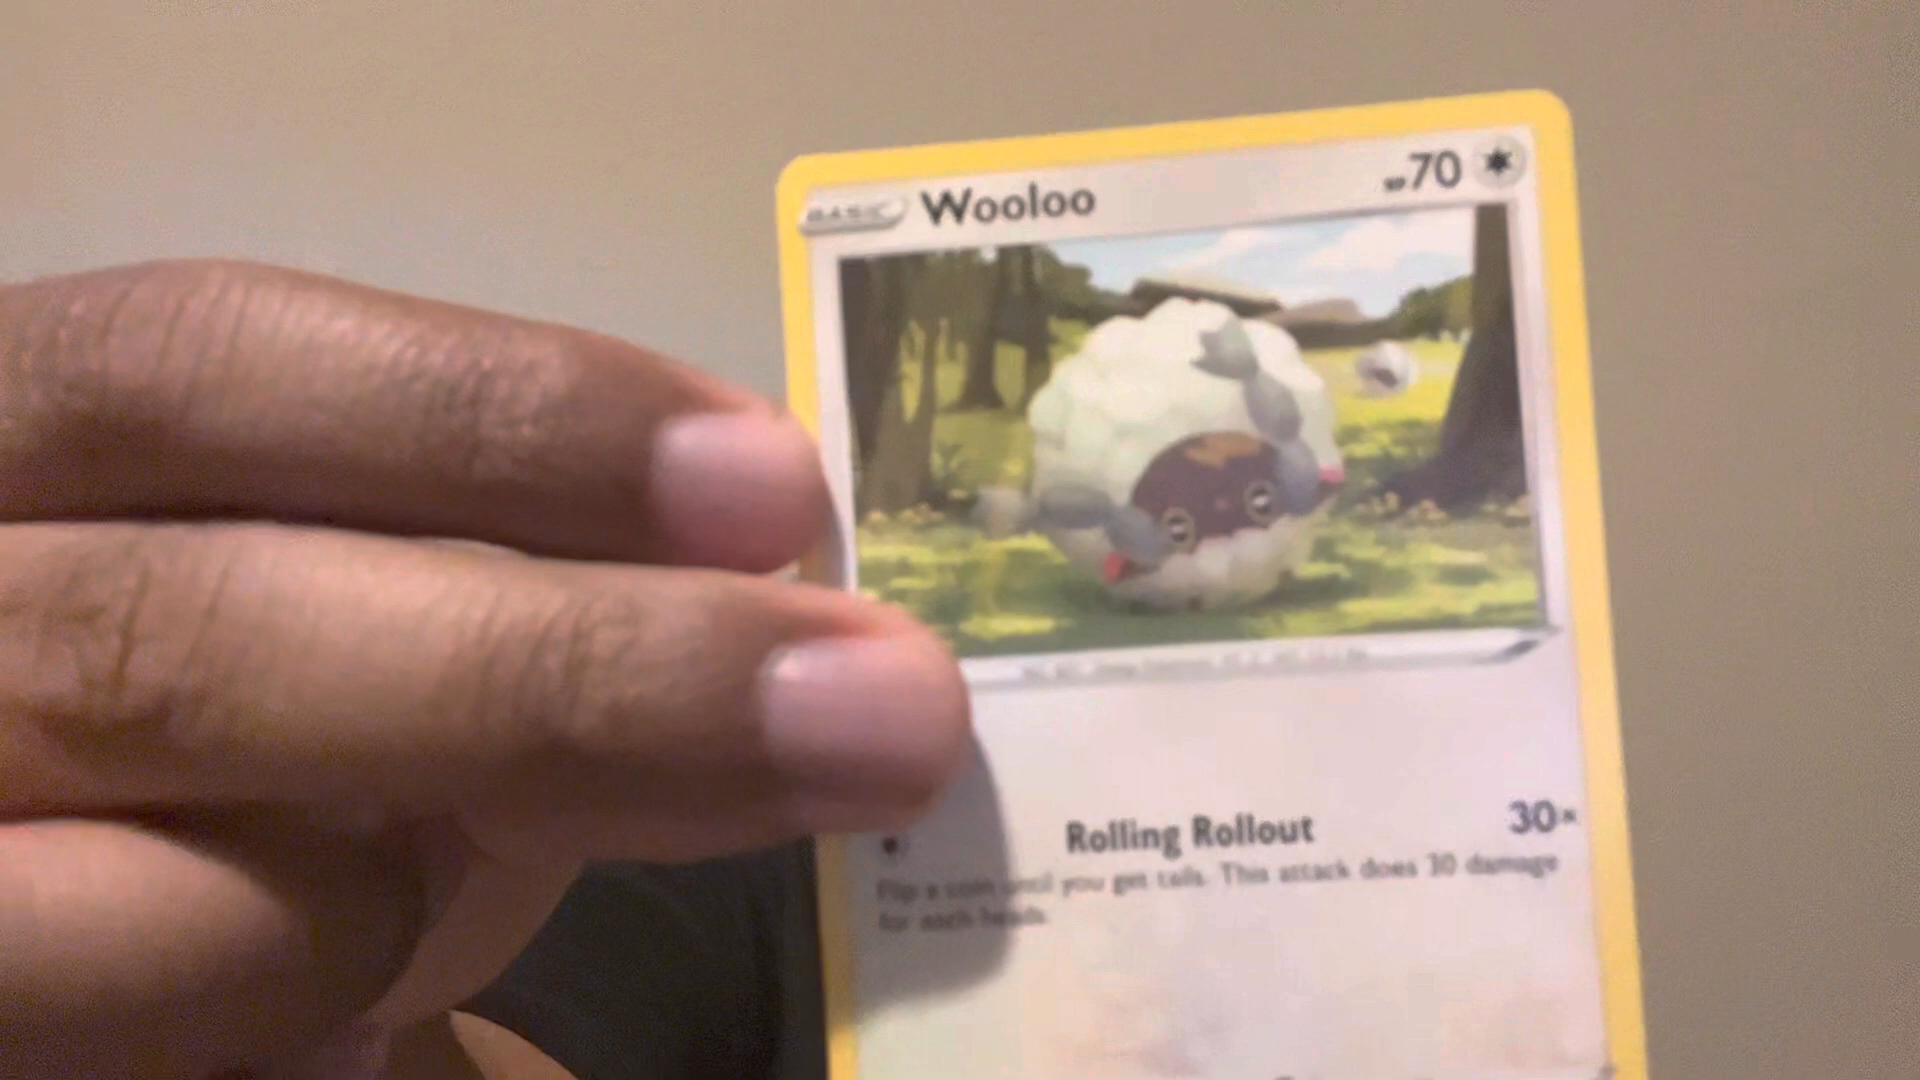 BASIC Wooloo HP70
Rolling Rollout 30×
Flip a coin until you get tails. This attack does 30 damage
for each heads.